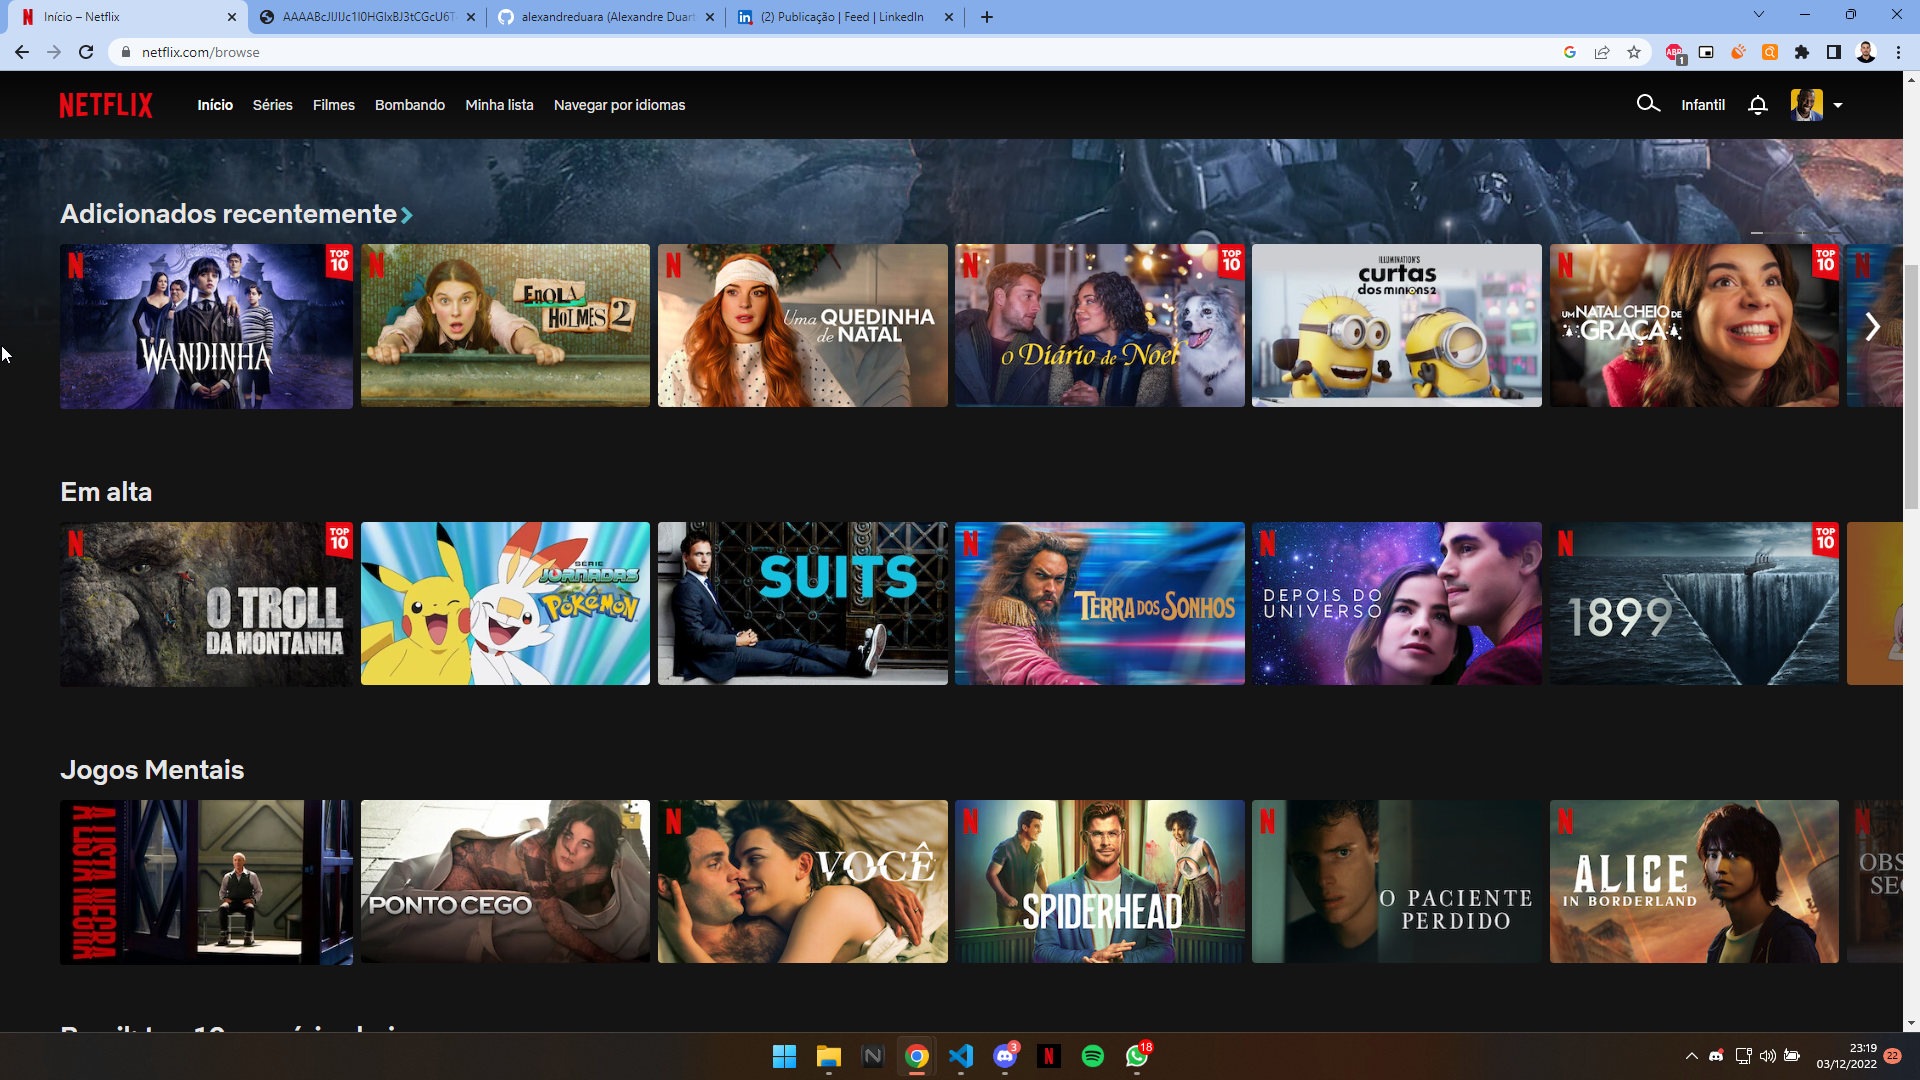 Início – Netflix
alexandreduara (Alexandre Duart
(2) Publicação | Feed | LinkedIn
netflix.com/browse
ABP
1
NETFLIX
Início
Séries
Filmes
Bombando
Minha lista
Navegar por idiomas
Infantil
Adicionados recentemente
N
TOP
10
WANDINHA
N
ENOLA
HOLMES 2
N
Uma QUEDINHA
de NATAL
N
TOP
10
O Diário de Noel
ILLUMINATION'S
curtas
dos minions 2
N
TOP
10
UM NATAL CHEIO DE
GRAÇA
N
Em alta
N
TOP
10
O TROLL
DA MONTANHA
SÉRIE
JORNADAS
POKÉMON
SUITS
N
TERRA DOS SONHOS
N
DEPOIS DO
UNIVERSO
N
TOP
10
1899
Jogos Mentais
A LISTA NEGRA
PONTO CEGO
N
VOCÊ
N
SPIDERHEAD
N
O PACIENTE
PERDIDO
N
ALICE
IN BORDERLAND
N
OBS
SE
3
18
23:19
03/12/2022
22